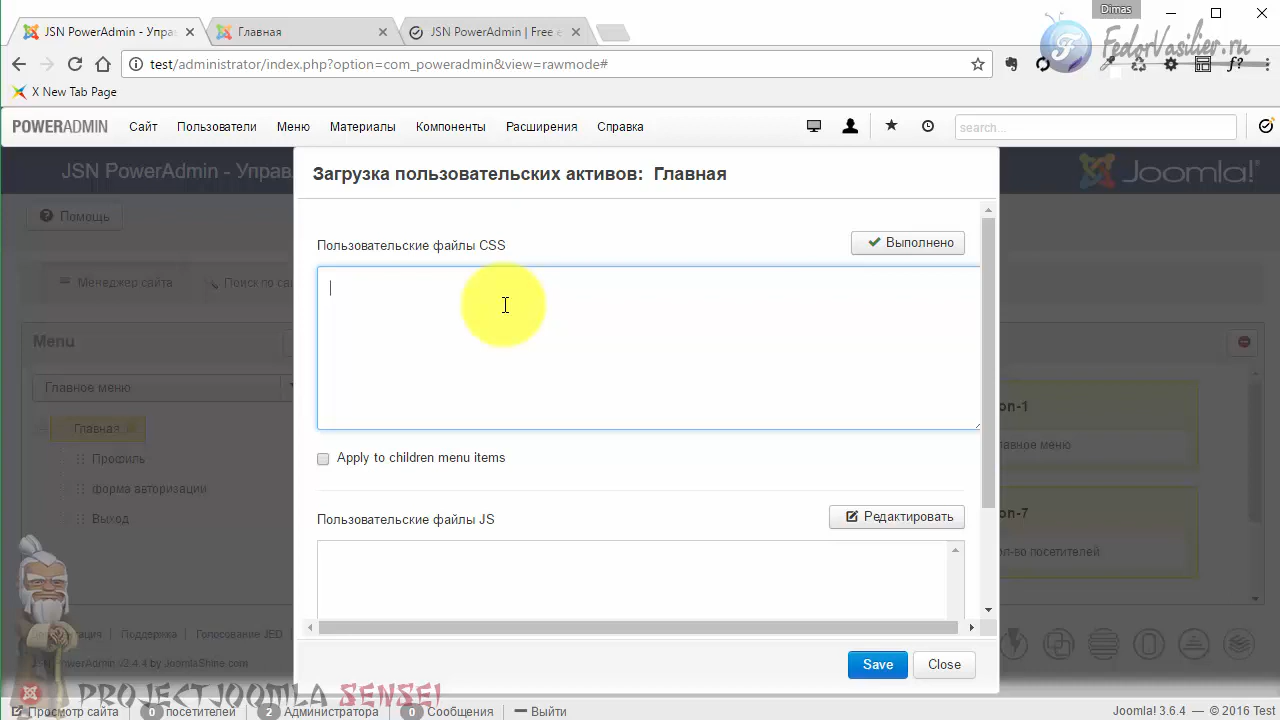 Dimas
JSN PowerAdmin - Упра
Главная
JSN PowerAdmin | Free e
FedorVasilier.ru
test/administrator/index.php?option=com_poweradmin&view=rawmode#
X New Tab Page
POWERADMIN Сайт Пользователи Меню Материалы Компоненты Расширения Справка search...
JSN PowerAdmin - Управ
Joomla!®
Загрузка пользовательских активов: Главная
Помощь
Пользовательские файлы CSS
Выполнено
Менеджер сайта
Поиск по са
Menu
Главное меню
Главная
Профиль
форма авторизации
Выход
on-1
авное меню
on-7
ол-во посетителей
Apply to children menu items
Пользовательские файлы JS
Редактировать
Поддержка
Голосование JED
JSN PowerAdmin v2.4.4 by JoomlaShine.com
Save
Close
PROJECTJOOMLA SENSEI
Просмотр сайта 0 посетителей 2 Администратора 0 Сообщения Выйти
Joomla! 3.6.4 — © 2016 Test